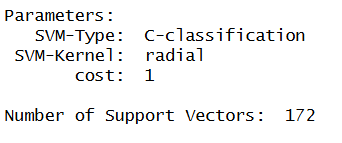 Parameters:
SVM-Type: C-classification
SVM-Kernel: radial
cost: 1
Number of Support Vectors: 172